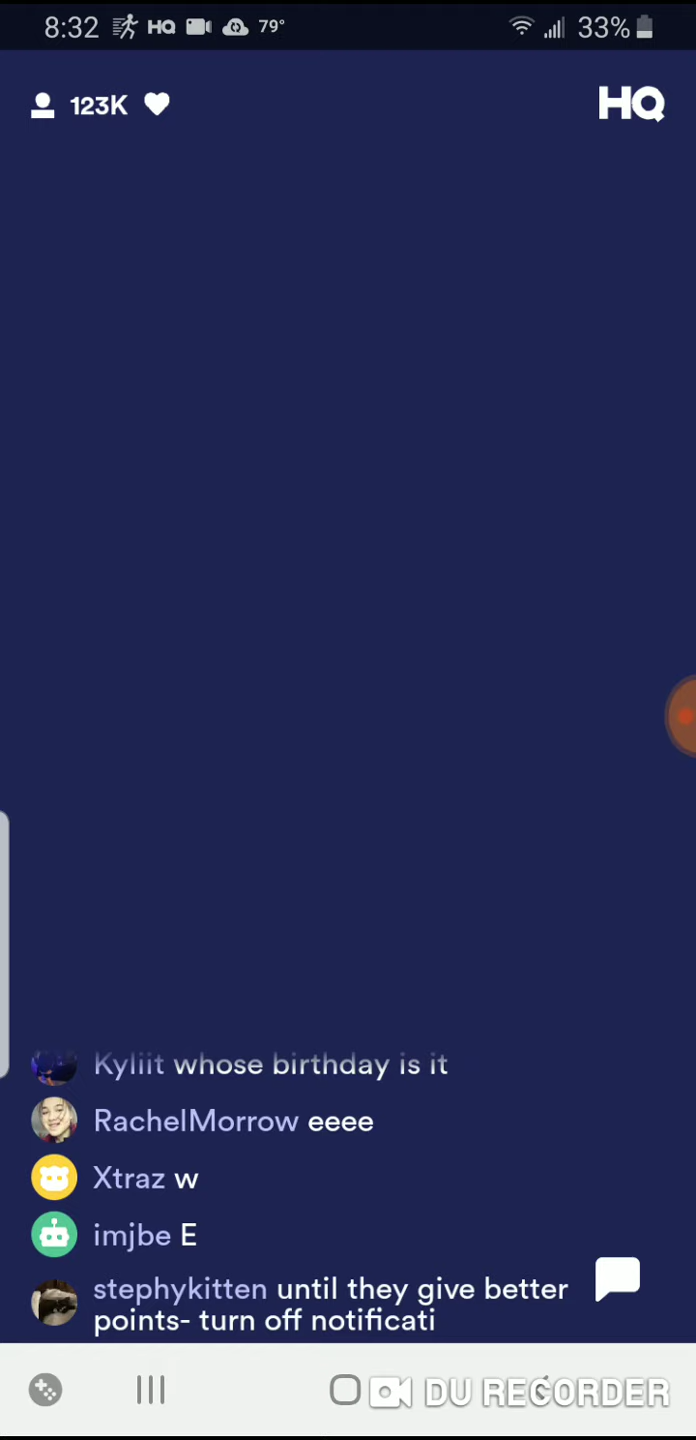 8:32 HQ 79° 33%
123K HQ
Kyliit whose birthday is it
RachelMorrow eeee
Xtraz w
imjbe E
stephykitten until they give better
points- turn off notificati
DU RECORDER